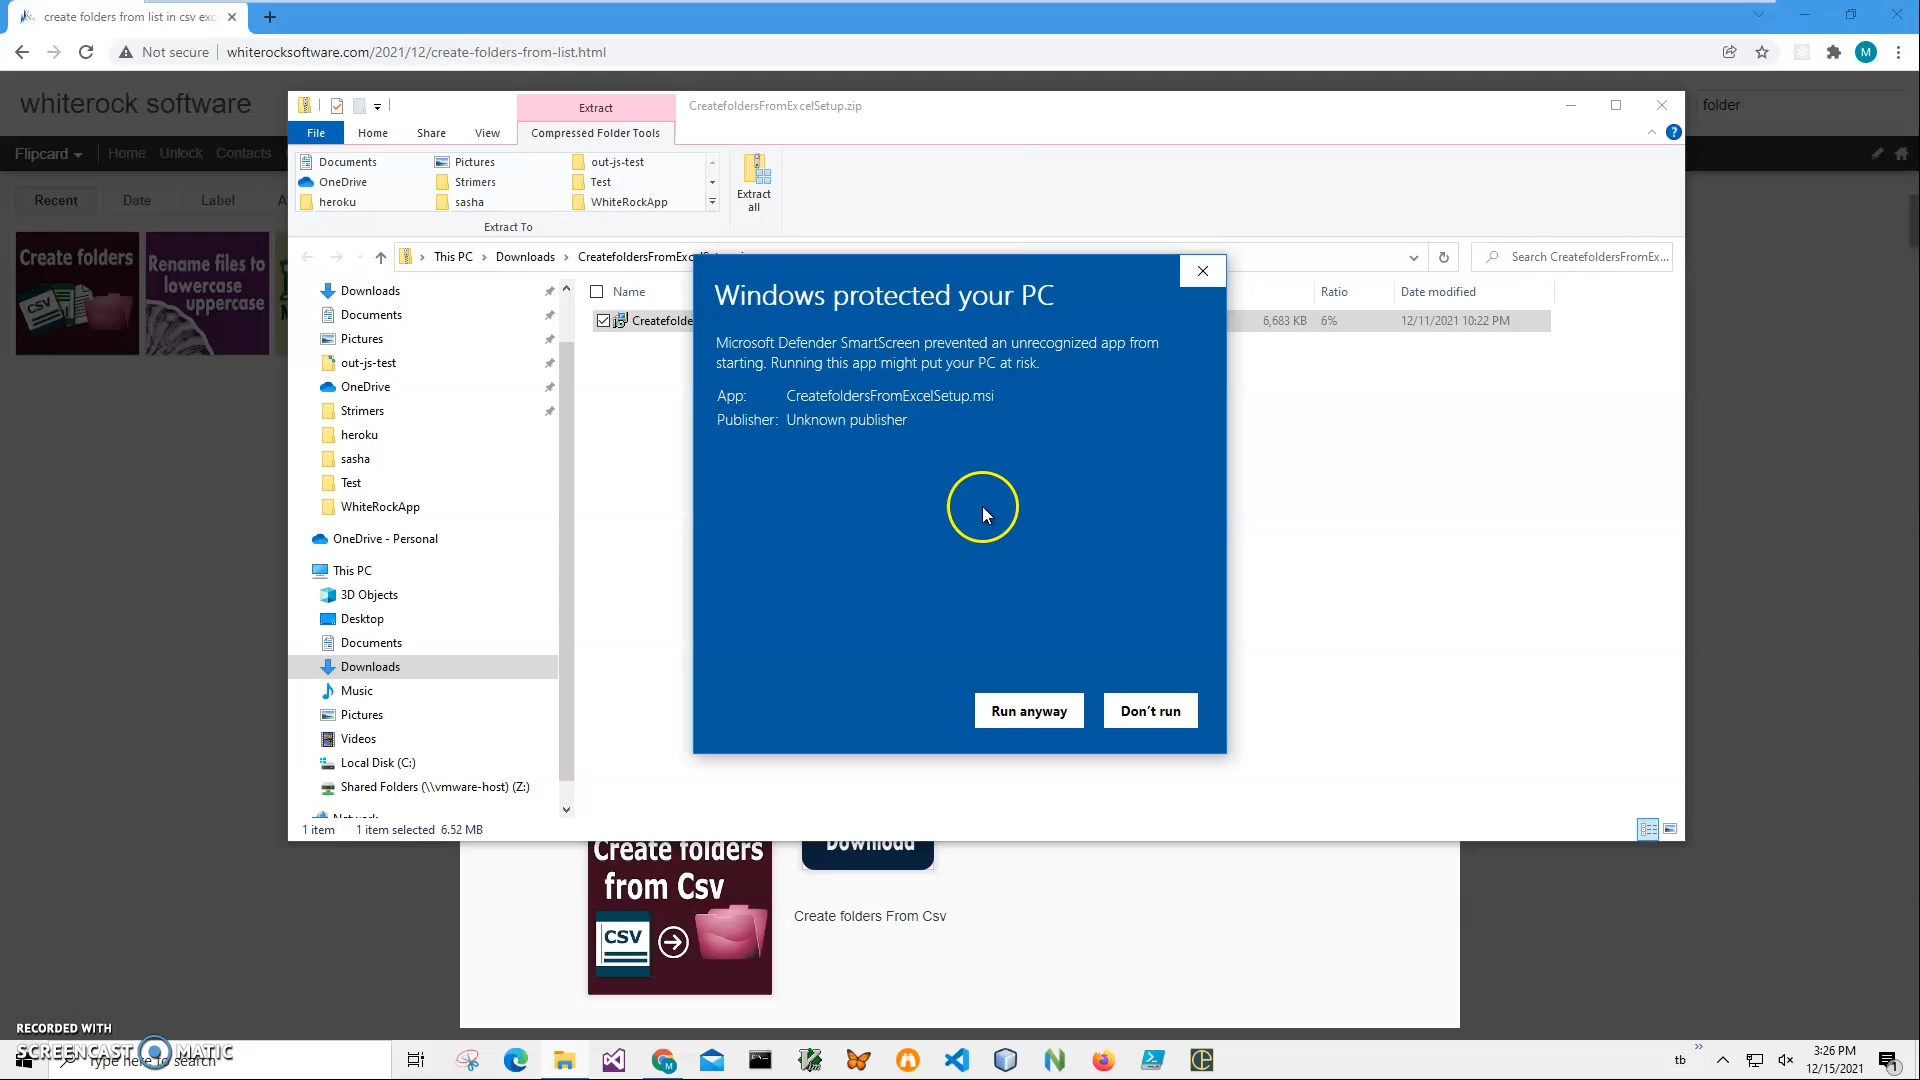 create folders from list in csv exc
Not secure
whiterocksoftware.com/2021/12/create-folders-from-list.html
M
whiterock software
folder
Flipcard
Home
Unlock
Contacts
Recent
Date
Label
A
Create folders
CSV
Rename files to
lowercase
uppercase
Extract
CreatefoldersFromExcelSetup.zip
File
Home
Share
View
Compressed Folder Tools
Documents
Pictures
out-js-test
OneDrive
Strimers
Test
heroku
sasha
WhiteRockApp
Extract
all
Extract To
This PC
Downloads
Search CreatefoldersFromEx...
Name
Ratio
Date modified
6,683 KB
6%
12/11/2021 10:22 PM
Downloads
Documents
Pictures
out-js-test
OneDrive
Strimers
heroku
sasha
Test
WhiteRockApp
OneDrive - Personal
This PC
3D Objects
Desktop
Documents
Downloads
Music
Pictures
Videos
Local Disk (C:)
Shared Folders (\\vmware-host) (Z:)
1 item
1 item selected 6.52 MB
Windows protected your PC
Microsoft Defender SmartScreen prevented an unrecognized app from
starting. Running this app might put your PC at risk.
App: CreatefoldersFromExcelSetup.msi
Publisher: Unknown publisher
Run anyway
Don't run
Create folders
from Csv
CSV
Download
Create folders From Csv
RECORDED WITH
SCREENCAST MATIC
Type here to search
tb
3:26 PM
12/15/2021
1